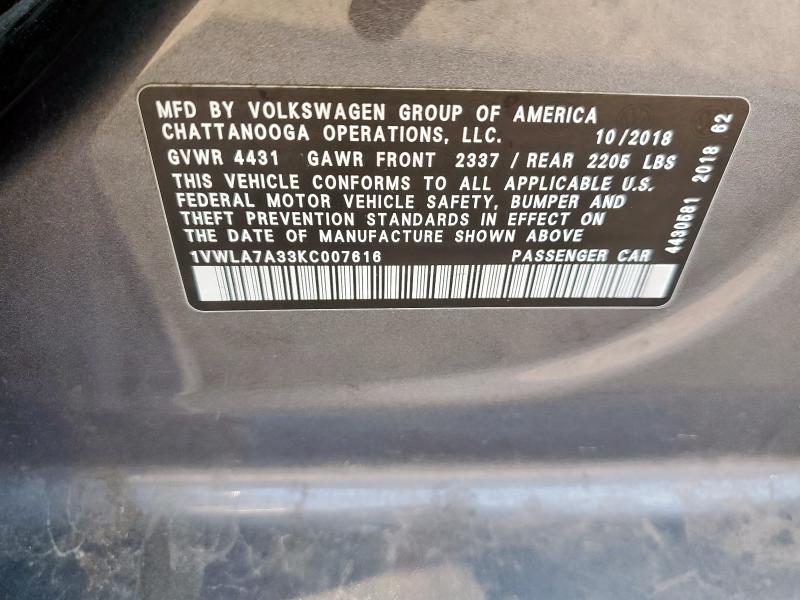 MFD BY VOLKSWAGEN GROUP OF AMERICA
CHATTANOOGA OPERATIONS, LLC. 10/2018
GVWR 4431 GAWR FRONT 2337 / REAR 2205 LBS
THIS VEHICLE CONFORMS TO ALL APPLICABLE U.S.
FEDERAL MOTOR VEHICLE SAFETY, BUMPER AND
THEFT PREVENTION STANDARDS IN EFFECT ON
THE DATE OF MANUFACTURE SHOWN ABOVE
1VWLA7A33KC007616 PASSENGER CAR
4430581 2018 62